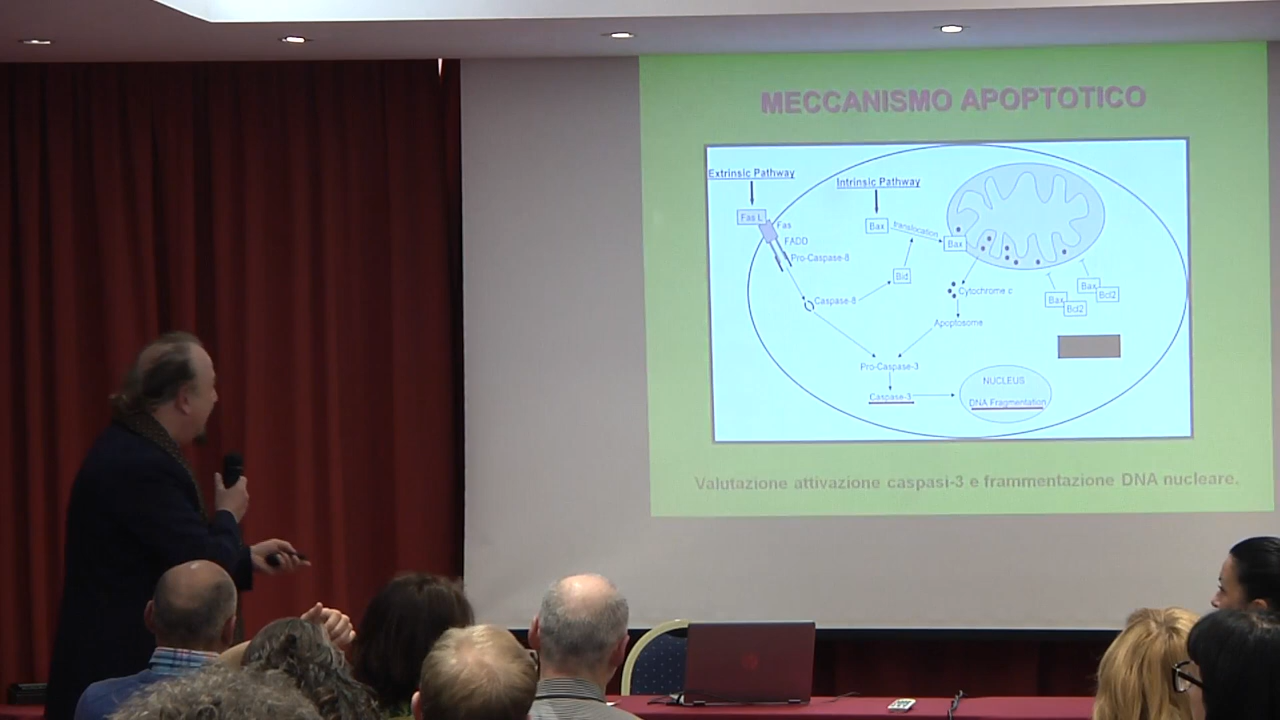 MECCANISMO APOPTOTICO
Extrinsic Pathway
Intrinsic Pathway
Fas L
Fas
FADD
Pro-Caspase-8
Bax
translocation
Bax
Bid
Caspase-8
Cytochrome c
Bax
Bcl2
Bax
Bcl2
Apoptosome
Pro-Caspase-3
Caspase-3
NUCLEUS
DNA Fragmentation
Valutazione attivazione caspasi-3 e frammentazione DNA nucleare.